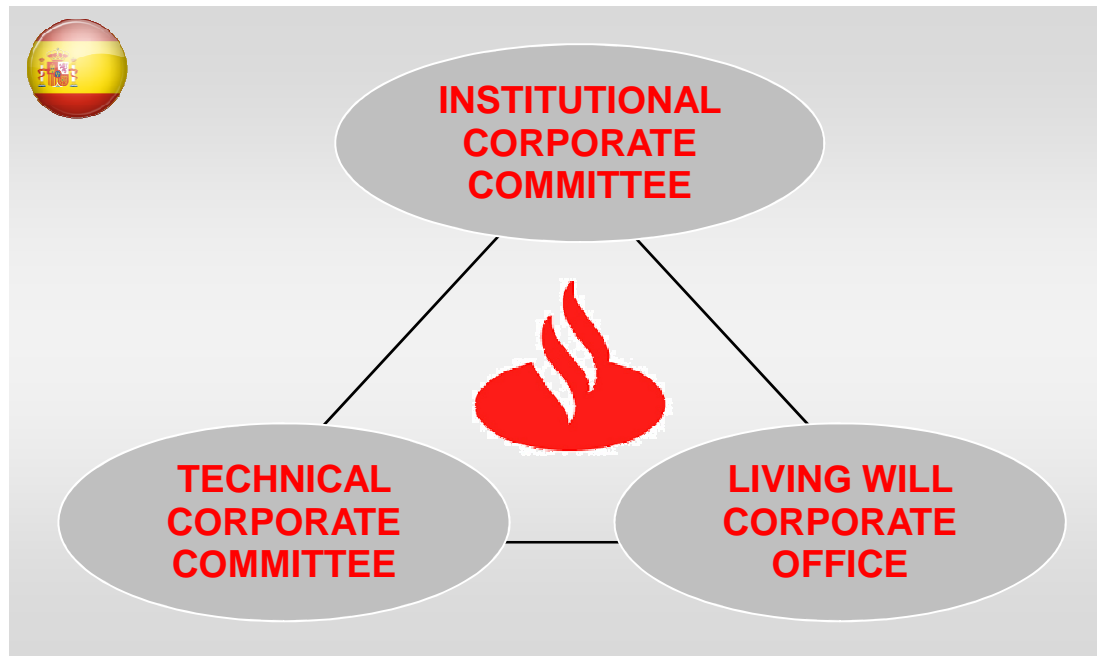 INSTITUTIONAL
CORPORATE
COMMITTEE
TECHNICAL
CORPORATE
COMMITTEE
LIVING WILL
CORPORATE
OFFICE